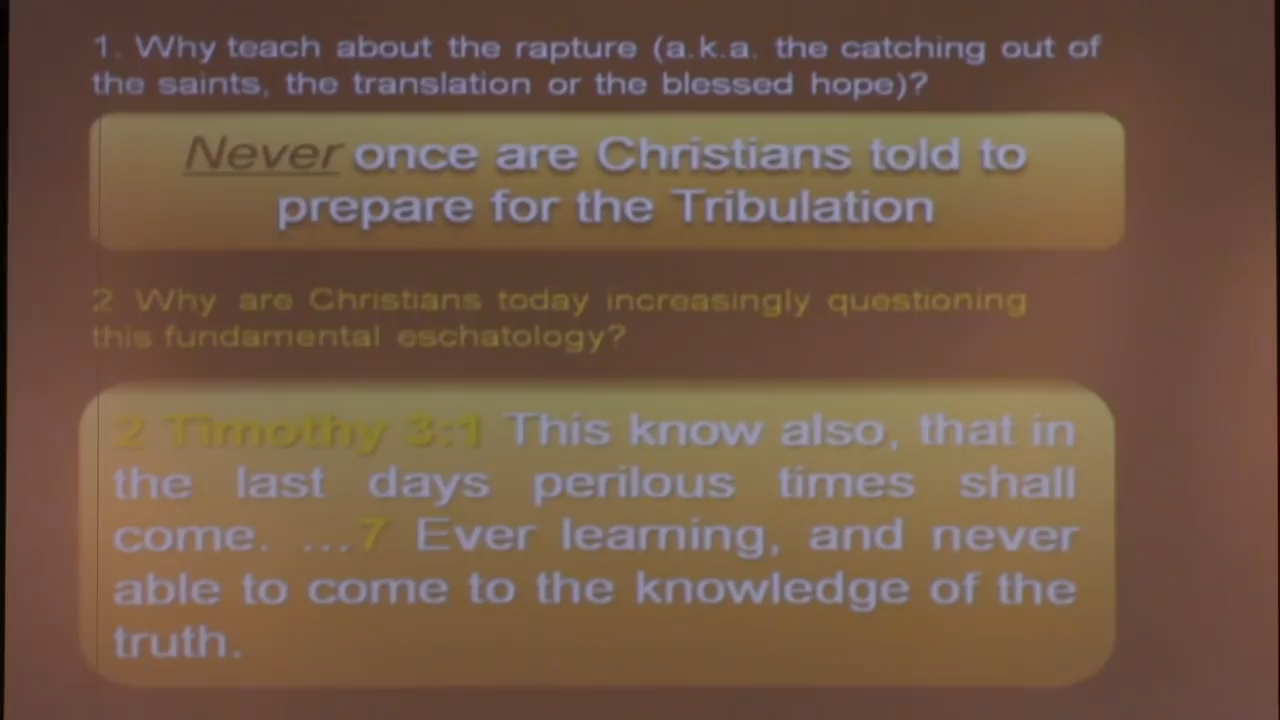 1. Why teach about the rapture (a.k.a. the catching out of
the saints, the translation or the blessed hope)?
Never once are Christians told to
prepare for the Tribulation
2 Why are Christians today increasingly questioning
this fundamental eschatology?
2 Timothy 3:1 This know also, that in
the last days perilous times shall
come. ...7 Ever learning, and never
able to come to the knowledge of the
truth.